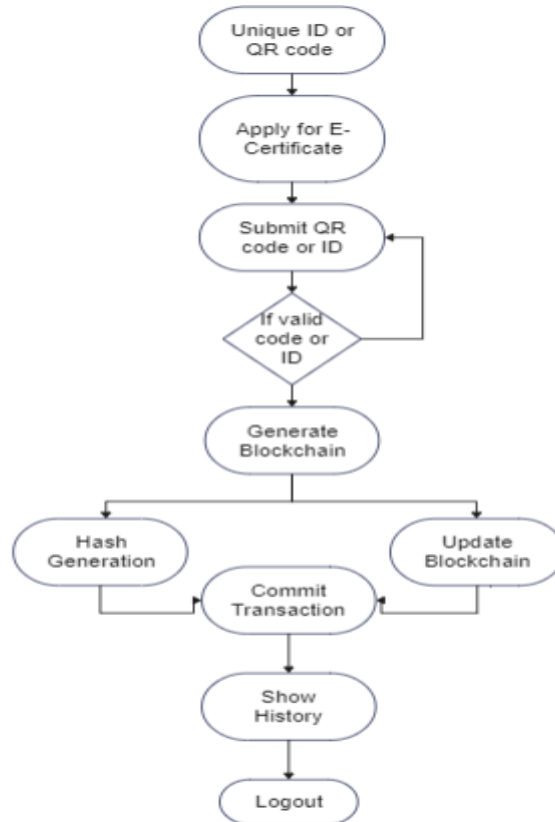 Unique ID or
QR code
Apply for E-
Certificate
Submit QR
code or ID
If valid
code or
ID
Generate
Blockchain
Hash
Generation
Update
Blockchain
Commit
Transaction
Show
History
Logout